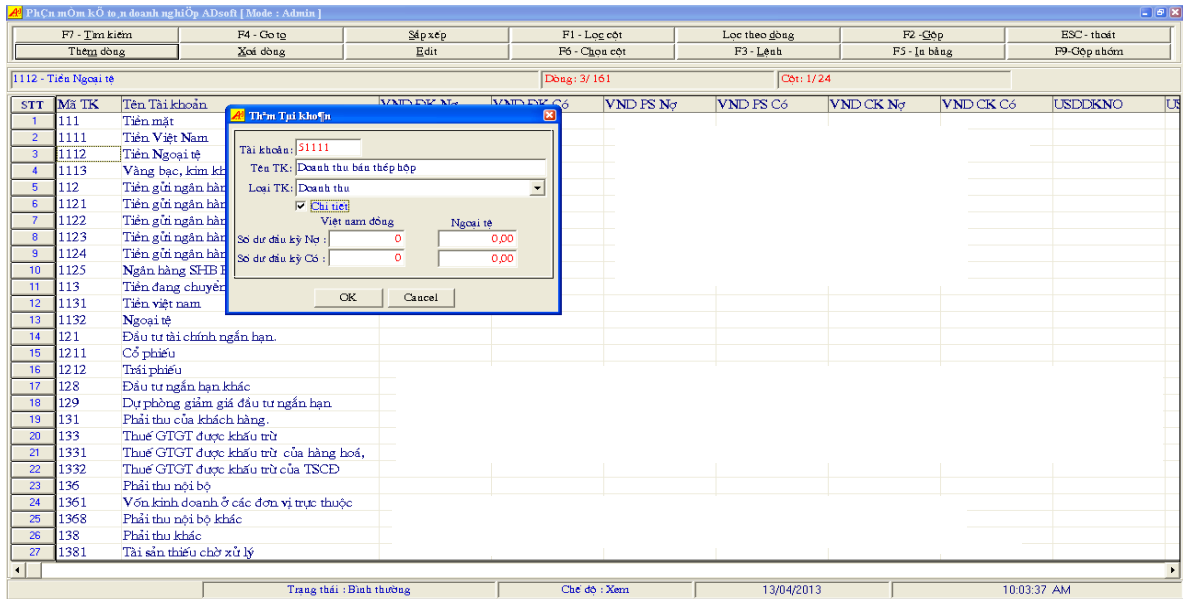 PhÇn mÒm kÕ to¸n doanh nghiÖp ADsoft [ Mode : Admin ]
F7 - Tìm kiếm F4 - Goto Sắp xếp F1 - Lọc cột Lọc theo dòng F2 -Gộp ESC - thoát
Thêm dòng Xoá dòng Edit F6 - Chọn cột F3 - Lệnh F5 - In bảng F9-Gộp nhóm
1112 - Tiền Ngoại tệ Dòng: 3/ 161 Cột: 1/24
STT Mã TK Tên Tài khoản VND ĐK Nợ VND ĐK Có VND PS Nợ VND PS Có VND CK Nợ VND CK Có USDDKNO US
1 111 Tiền mặt
2 1111 Tiền Việt Nam
3 1112 Tiền Ngoại tệ
4 1113 Vàng bạc, kim kh
5 112 Tiền gửi ngân hàn
6 1121 Tiền gửi ngân hàn
7 1122 Tiền gửi ngân hàn
8 1123 Tiền gửi ngân hàn
9 1124 Tiền gửi ngân hàn
10 1125 Ngân hàng SHB
11 113 Tiền đang chuyển
12 1131 Tiền việt nam
13 1132 Ngoại tệ
14 121 Đầu tư tài chính ngắn hạn.
15 1211 Cổ phiếu
16 1212 Trái phiếu
17 128 Đầu tư ngắn hạn khác
18 129 Dự phòng giảm giá đầu tư ngắn hạn
19 131 Phải thu của khách hàng.
20 133 Thuế GTGT được khấu trừ
21 1331 Thuế GTGT được khấu trừ của hàng hoá,
22 1332 Thuế GTGT được khấu trừ của TSCĐ
23 136 Phải thu nội bộ
24 1361 Vốn kinh doanh ở các đơn vị trực thuộc
25 1368 Phải thu nội bộ khác
26 138 Phải thu khác
27 1381 Tài sản thiếu chờ xử lý
Thªm Tµi kho¶n
Tài khoản: 51111
Tên TK: Doanh thu bán thép hộp
Loại TK: Doanh thu
Chi tiết
Việt nam đồng Ngoại tệ
Số dư đầu kỳ Nợ : 0 0,00
Số dư đầu kỳ Có : 0 0,00
OK Cancel
Trạng thái : Bình thường Chế độ : Xem 13/04/2013 10:03:37 AM